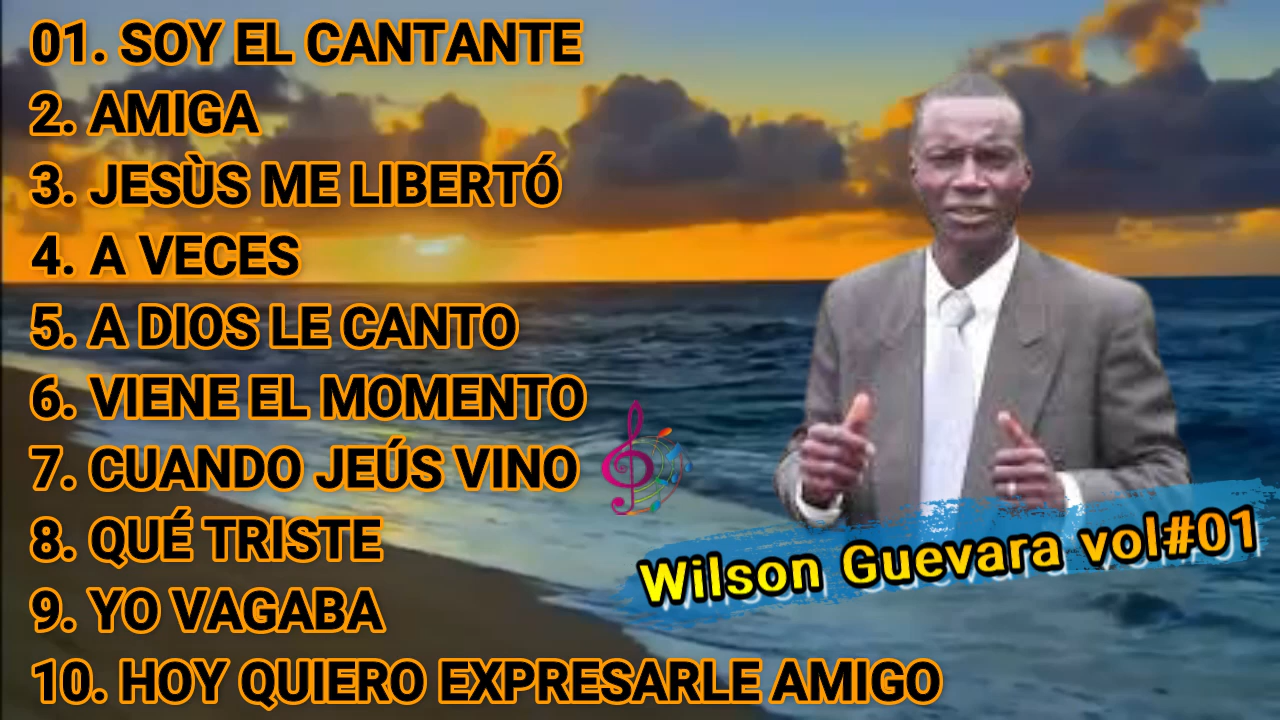 01. SOY EL CANTANTE
2. AMIGA
3. JESÙS ME LIBERTÓ
4. A VECES
5. A DIOS LE CANTO
6. VIENE EL MOMENTO
7. CUANDO JEÚS VINO
8. QUÉ TRISTE
9. YO VAGABA
10. HOY QUIERO EXPRESARLE AMIGO
Wilson Guevara vol#01